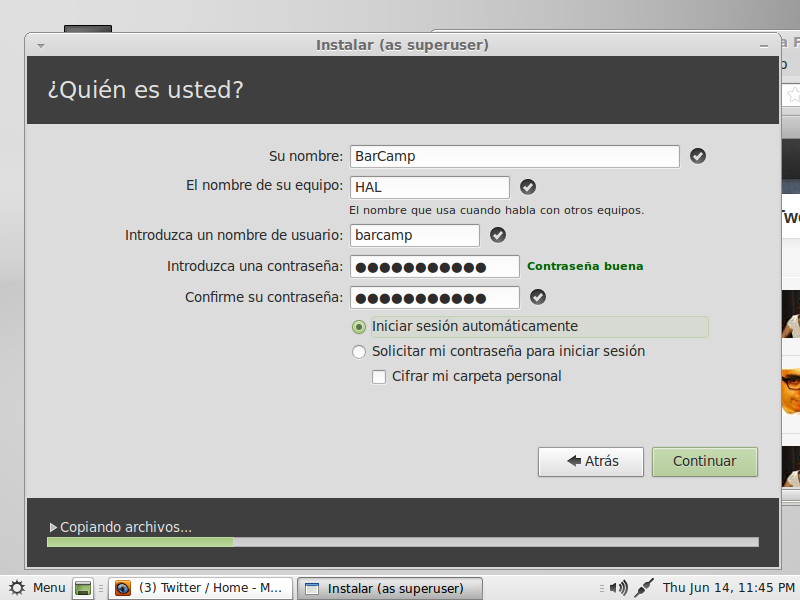 Instalar (as superuser)
¿Quién es usted?
Su nombre: BarCamp
El nombre de su equipo: HAL
El nombre que usa cuando habla con otros equipos.
Introduzca un nombre de usuario: barcamp
Introduzca una contraseña: ●●●●●●●●●●● Contraseña buena
Confirme su contraseña: ●●●●●●●●●●●
Iniciar sesión automáticamente
Solicitar mi contraseña para iniciar sesión
Cifrar mi carpeta personal
Atrás Continuar
Copiando archivos...
Menu (3) Twitter / Home - M... Instalar (as superuser) Thu Jun 14, 11:45 PM